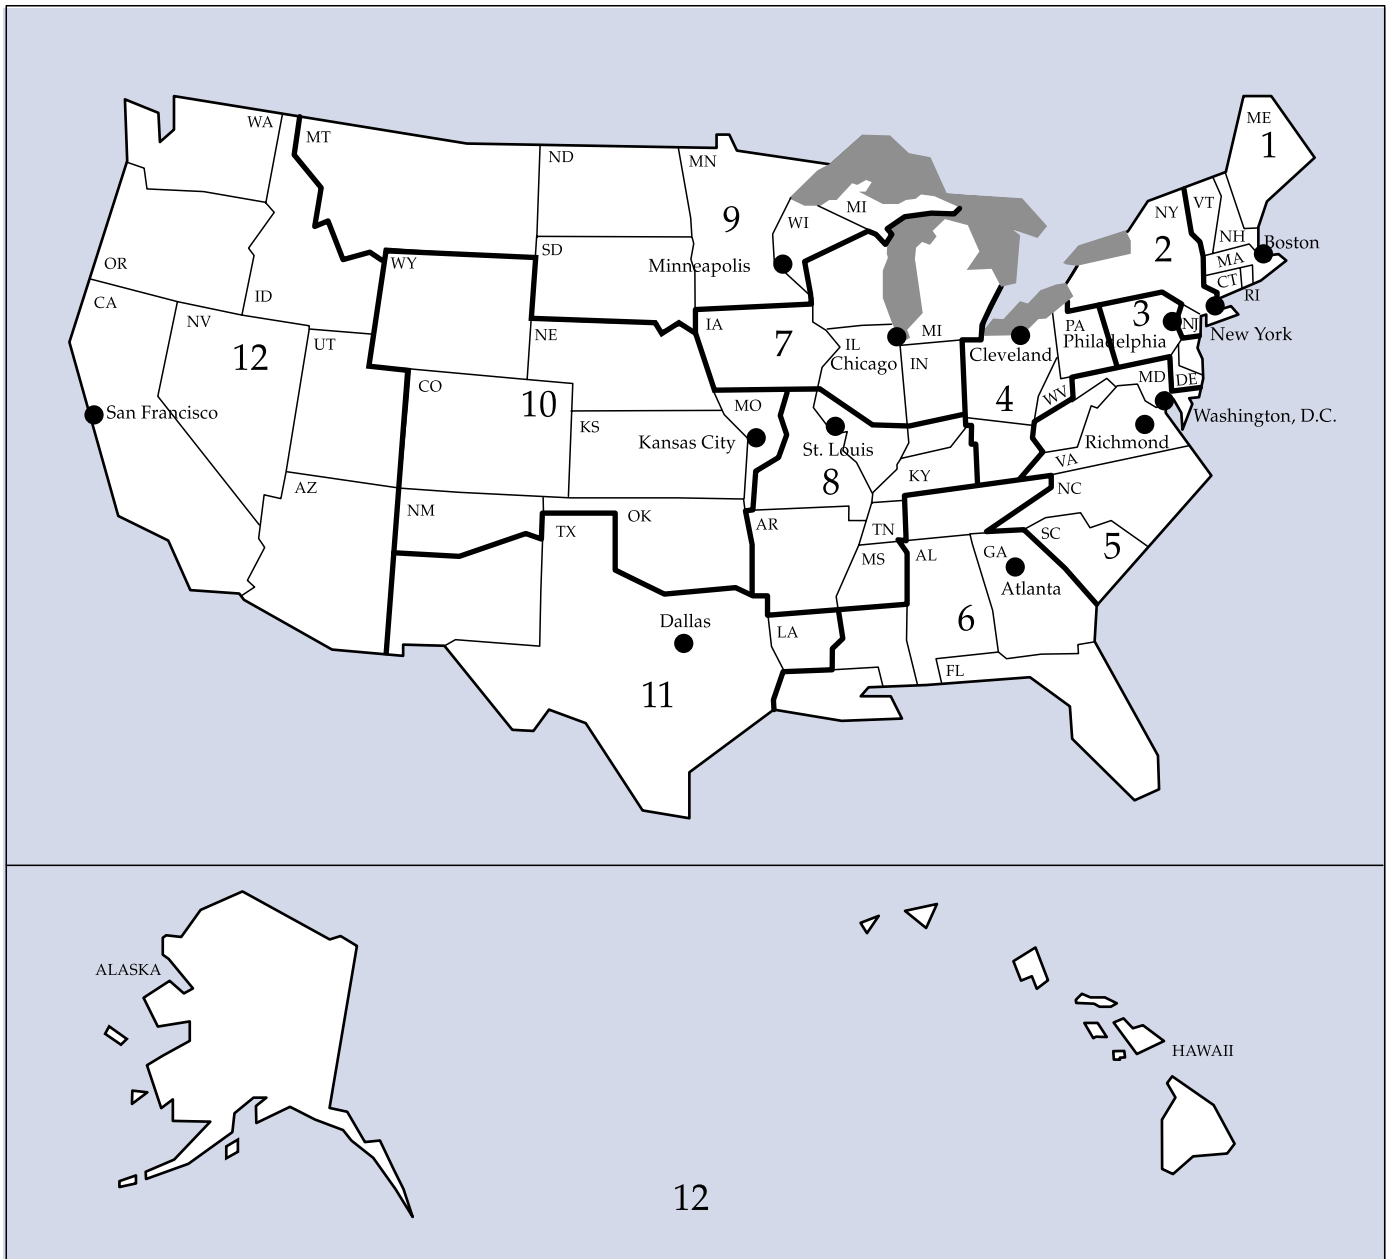 ME
1
WA
MT
ND
MN
WI
MI
9
NY
VT
2
NH
Boston
MA
CT
RI
OR
ID
WY
SD
Minneapolis
CA
NV
UT
12
NE
IA
7
IL
Chicago
MI
IN
Cleveland
4
PA
3
Philadelphia
NJ
New York
San Francisco
CO
10
KS
MO
Kansas City
St. Louis
8
KY
WV
MD
DE
Washington, D.C.
Richmond
VA
AZ
NM
TX
OK
AR
TN
MS
AL
GA
Atlanta
NC
SC
5
6
Dallas
11
LA
FL
ALASKA
HAWAII
12